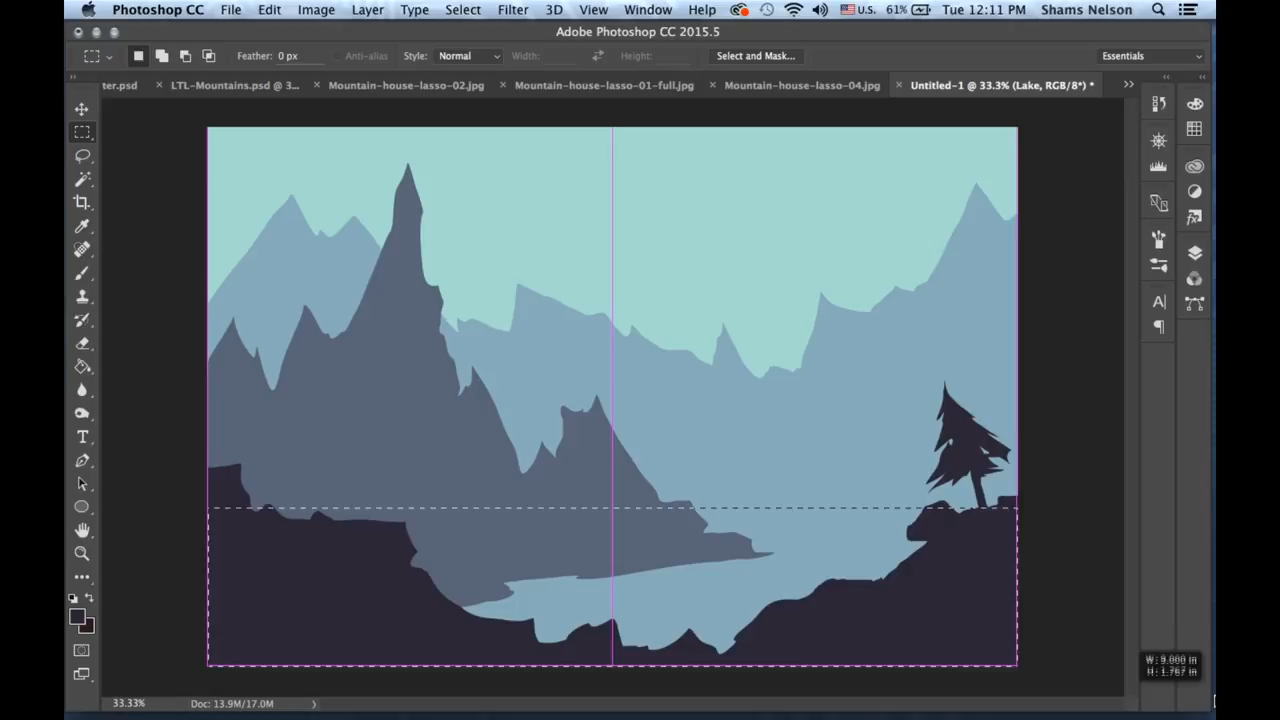 Photoshop CC File Edit Image Layer Type Select Filter 3D View Window Help U.S. 61% Tue 12:11 PM Shams Nelson
Adobe Photoshop CC 2015.5
Feather: 0 px Anti-alias Style: Normal Width: Height: Select and Mask... Essentials
ter.psd × LTL-Mountains.psd @ 3... × Mountain-house-lasso-02.jpg × Mountain-house-lasso-01-full.jpg × Mountain-house-lasso-04.jpg × Untitled-1 @ 33.3% (Lake, RGB/8*) *
W: 9.000 in
H: 1.767 in
33.33% Doc: 13.9M/17.0M